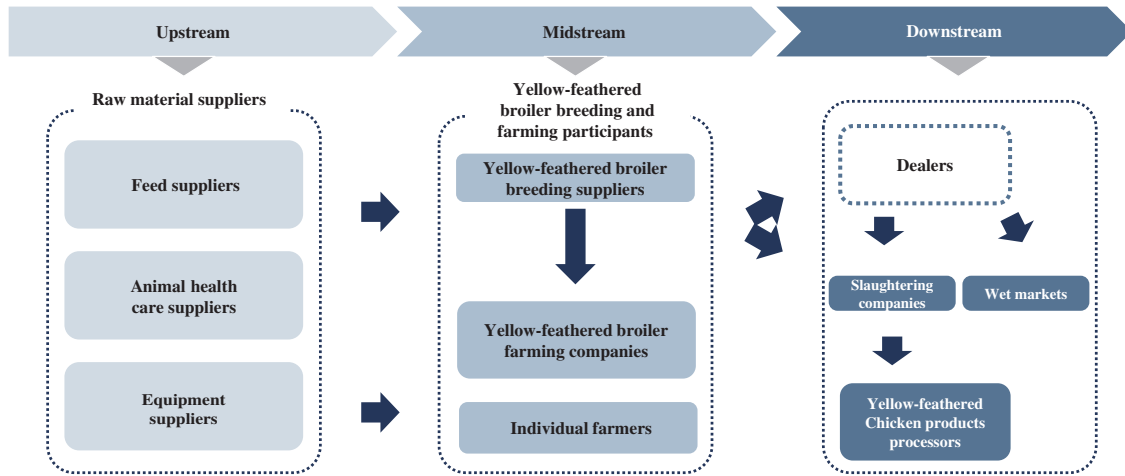 Upstream
Midstream
Downstream
Raw material suppliers
Feed suppliers
Animal health
care suppliers
Equipment
suppliers
Yellow-feathered
broiler breeding and
farming participants
Yellow-feathered broiler
breeding suppliers
Yellow-feathered broiler
farming companies
Individual farmers
Dealers
Slaughtering
companies
Wet markets
Yellow-feathered
Chicken products
processors